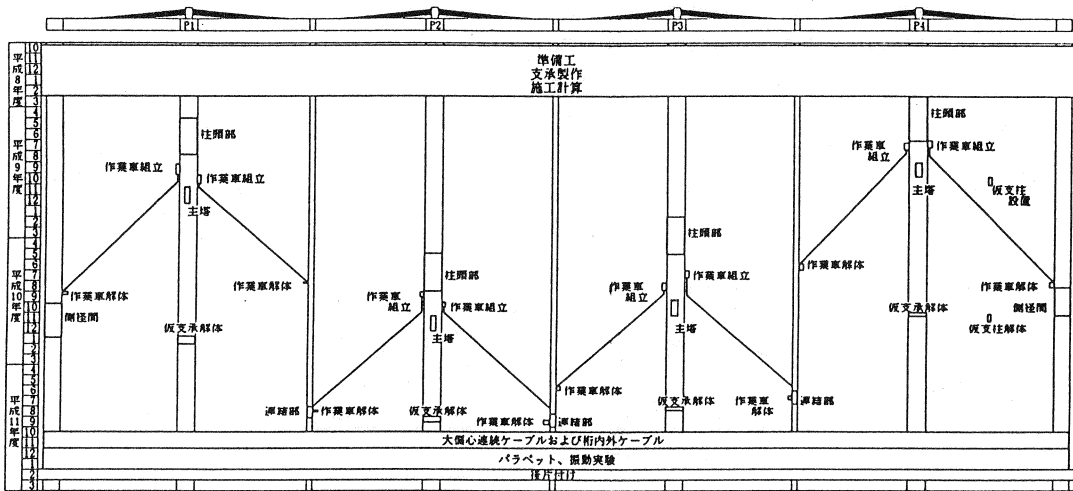 P1
P2
P3
P4
平成8年度
10
11
12
1
2
3
平成9年度
4
5
6
7
8
9
10
11
12
1
2
3
平成10年度
4
5
6
7
8
9
10
11
12
1
2
3
平成11年度
4
5
6
7
8
9
10
11
12
1
2
3
準備工
支承製作
施工計算
柱頭部
作業車組立
作業車組立
主塔
作業車解体
側径間
作業車解体
仮支承解体
柱頭部
作業車
組立
作業車組立
主塔
連結部
作業車解体
仮支承解体
作業車解体
連結部
柱頭部
作業車
組立
作業車組立
主塔
作業車解体
仮支承解体
作業車
解体
連結部
柱頭部
作業車
組立
作業車組立
主塔
仮支柱
設置
作業車解体
作業車解体
側径間
仮支承解体
仮支柱解体
大偏心連続ケーブルおよび桁内外ケーブル
パラペット、振動実験
後片付け